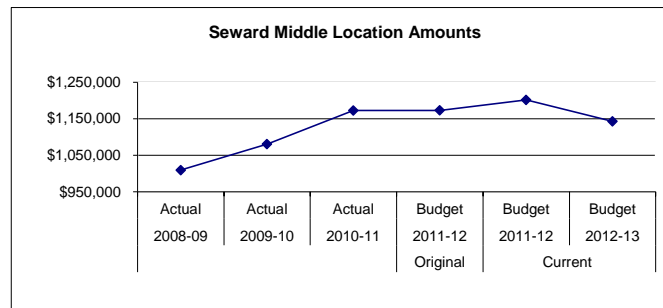 Seward Middle Location Amounts
$1,250,000
$1,150,000
$1,050,000
$950,000
Actual Actual Actual Budget Budget Budget
2008-09 2009-10 2010-11 2011-12 2011-12 2012-13
Original Current